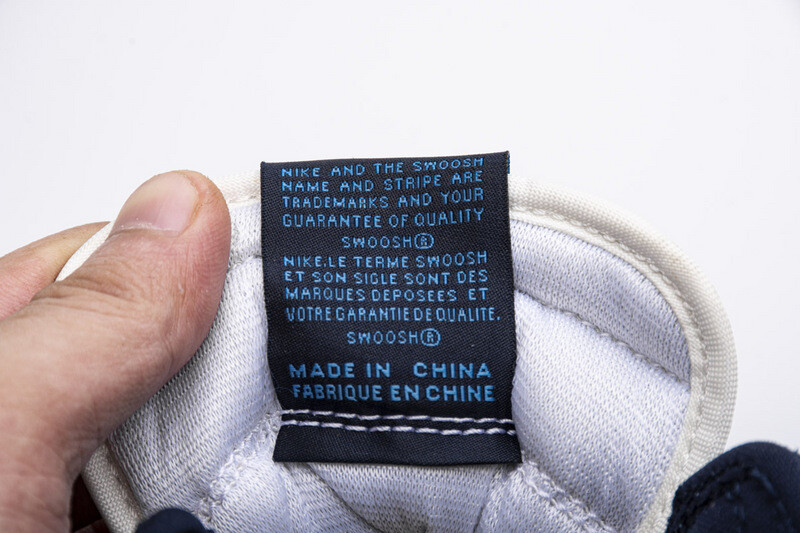 NIKE AND THE SWOOSH
NAME AND STRIPE ARE
TRADEMARKS AND YOUR
GUARANTEE OF QUALITY
SWOOSH®
NIKE.LE TERME SWOOSH
ET SON SIGLE SONT DES
MARQUES DEPOSEES ET
VOTRE GARANTIE DE QUALITE.
SWOOSH®
MADE IN CHINA
FABRIQUE EN CHINE